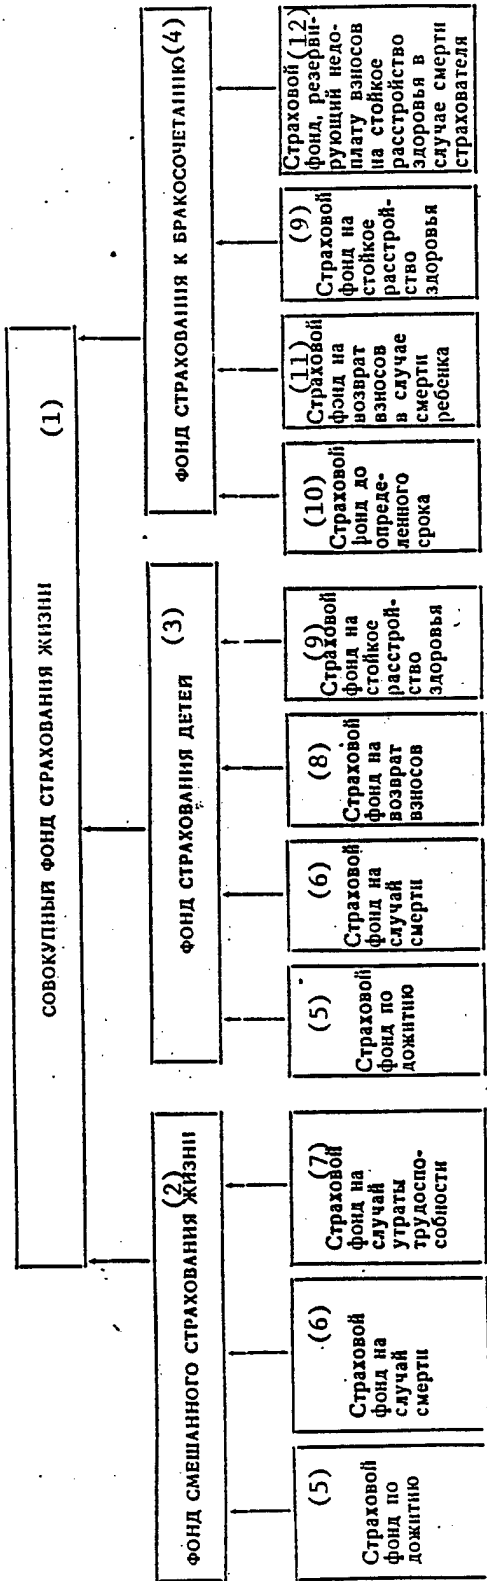 СОВОКУПНЫЙ ФОНД СТРАХОВАНИЯ ЖИЗНИ (1)
ФОНД СМЕШАННОГО СТРАХОВАНИЯ ЖИЗНИ (2)
ФОНД СТРАХОВАНИЯ ДЕТЕЙ (3)
ФОНД СТРАХОВАНИЯ К БРАКОСОЧЕТАНИЮ (4)
(5)
Страховой
фонд по
дожитию
(6)
Страховой
фонд на
случай
смерти
(7)
Страховой
фонд на
случай
утраты
трудоспо-
собности
(5)
Страховой
фонд по
дожитию
(6)
Страховой
фонд на
случай
смерти
(8)
Страховой
фонд на
возврат
взносов
(9)
Страховой
фонд на
стойкое
расстрой-
ство
здоровья
(10)
Страховой
фонд до
опреде-
ленного
срока
(11)
Страховой
фонд на
возврат
взносов
в случае
смерти
ребенка
(9)
Страховой
фонд на
стойкое
расстрой-
ство
здоровья
Страховой (12)
фонд, резерви-
рующий недо-
плату взносов
на стойкое
расстройство
здоровья в
случае смерти
страхователя